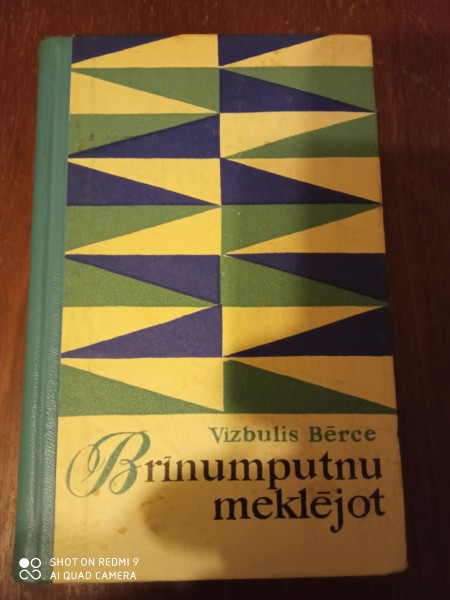 Vizbulis Bērce
Brīnumputnu
meklējot
SHOT ON REDMI 9
AI QUAD CAMERA